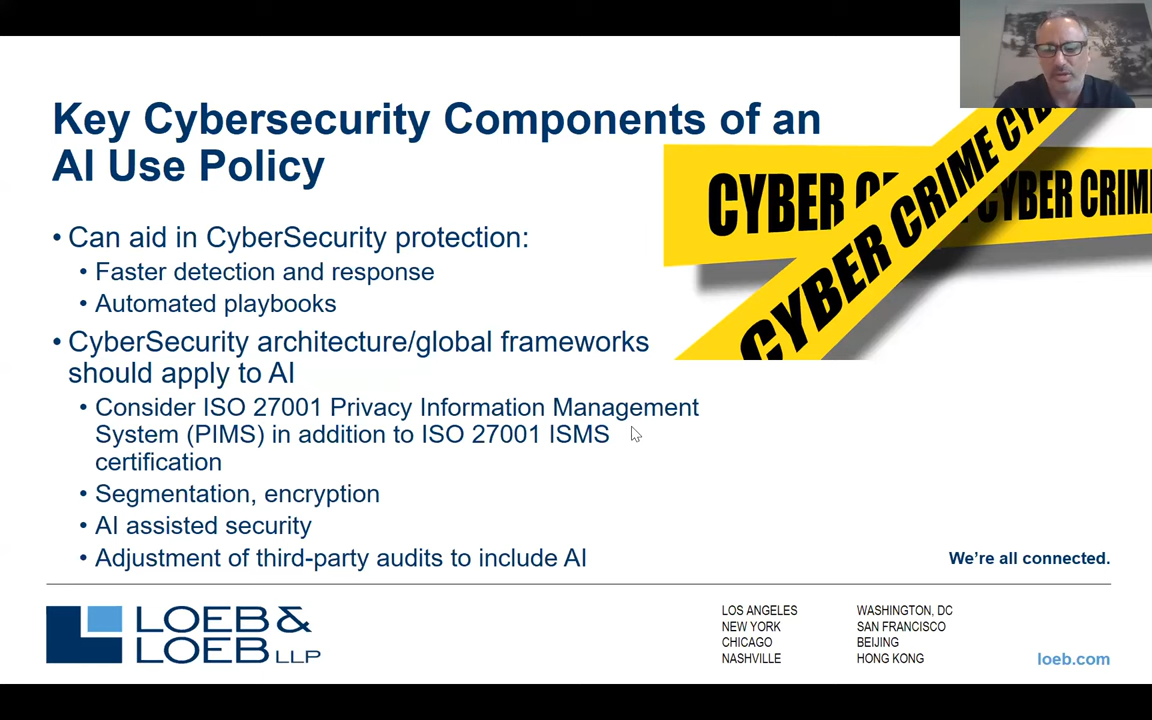 Key Cybersecurity Components of an
AI Use Policy
• Can aid in CyberSecurity protection:
• Faster detection and response
• Automated playbooks
• CyberSecurity architecture/global frameworks
should apply to AI
• Consider ISO 27001 Privacy Information Management
System (PIMS) in addition to ISO 27001 ISMS
certification
• Segmentation, encryption
• AI assisted security
• Adjustment of third-party audits to include AI
CYBER CRIME CYB
CYBER CR
CYBER CRIME
We're all connected.
LOEB &
LOEB LLP
LOS ANGELES
NEW YORK
CHICAGO
NASHVILLE
WASHINGTON, DC
SAN FRANCISCO
BEIJING
HONG KONG
loeb.com